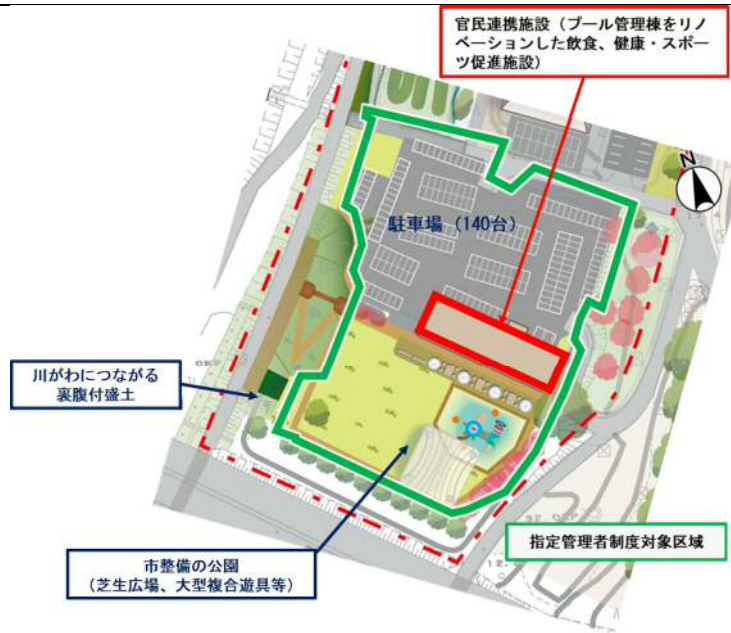 官民連携施設（プール管理棟をリノ
ベーションした飲食、健康・スポー
ツ促進施設）
N
駐車場（140台）
川がわにつながる
裏腹付盛土
市整備の公園
（芝生広場、大型複合遊具等）
指定管理者制度対象区域